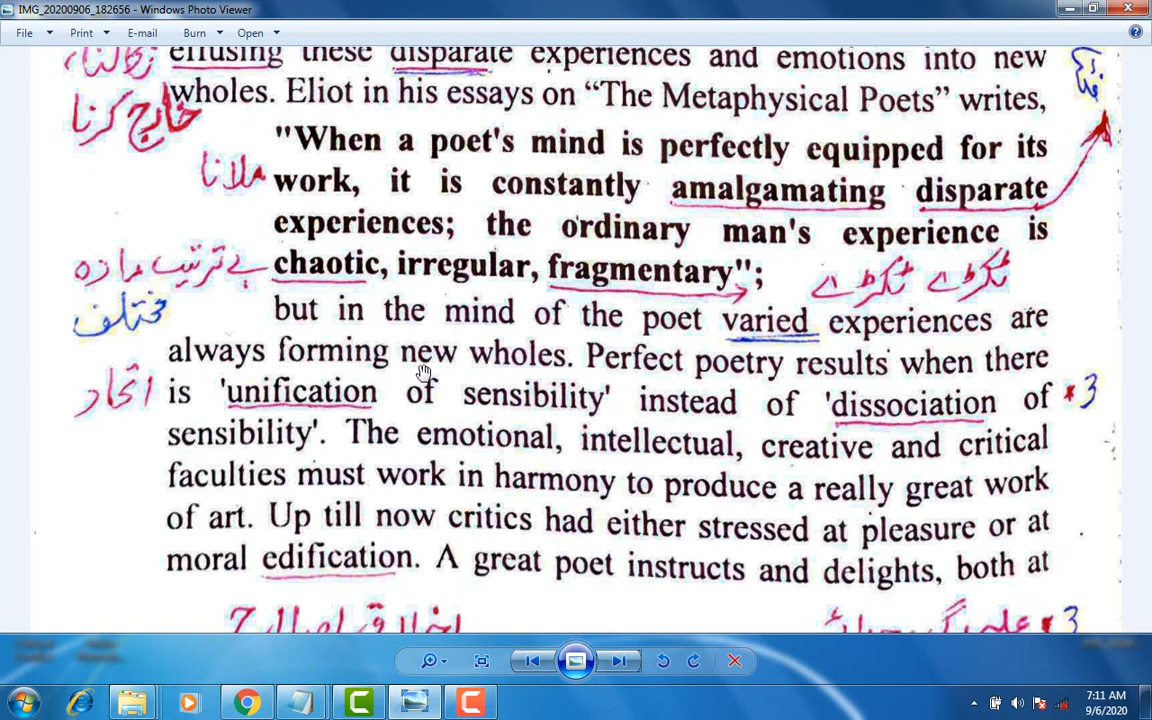 IMG_20200906_182656 - Windows Photo Viewer
File Print E-mail Burn Open
effusing these disparate experiences and emotions into new
wholes. Eliot in his essays on “The Metaphysical Poets” writes,
خارج کرنا
"When a poet's mind is perfectly equipped for its
work, it is constantly amalgamating disparate
ملانا
experiences; the ordinary man's experience is
chaotic, irregular, fragmentary";
بے ترتیب
ٹکڑے ٹکڑے
but in the mind of the poet varied experiences are
مختلف
always forming new wholes. Perfect poetry results when there
is 'unification of sensibility' instead of 'dissociation of
اتحاد
*3
sensibility'. The emotional, intellectual, creative and critical
faculties must work in harmony to produce a really great work
of art. Up till now critics had either stressed at pleasure or at
moral edification. A great poet instructs and delights, both at
*3
7:11 AM
9/6/2020